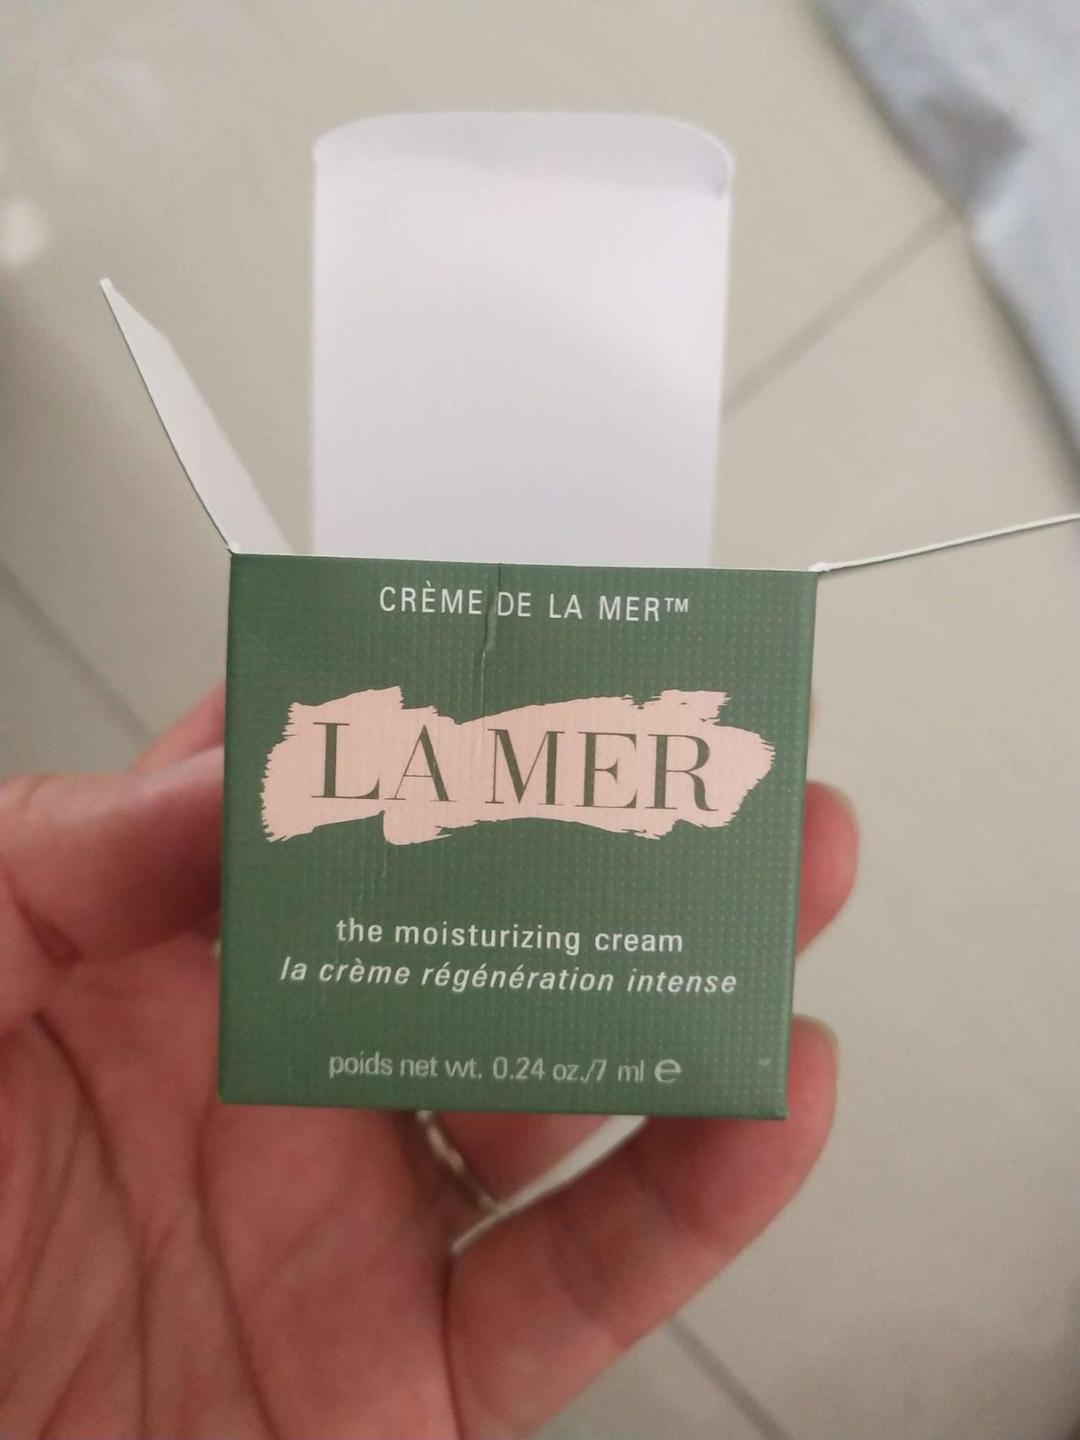 CRÈME DE LA MER™
LA MER
the moisturizing cream
la crème régénération intense
poids net wt. 0.24 oz./7 ml ℮